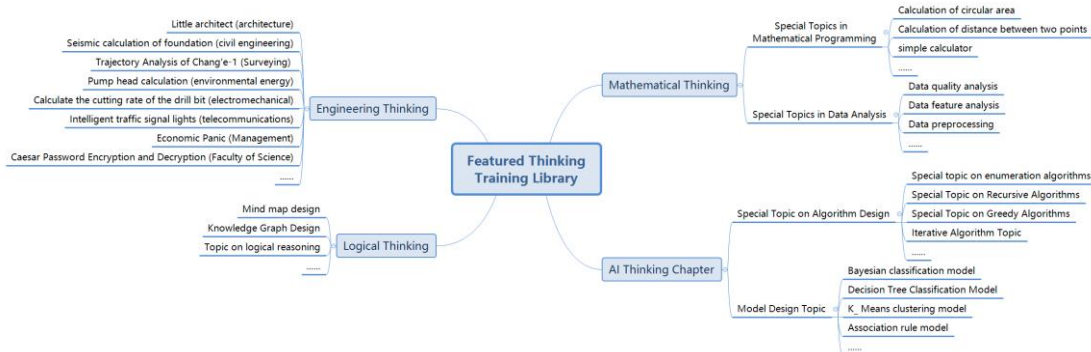 Featured Thinking
Training Library
Engineering Thinking
Little architect (architecture)
Seismic calculation of foundation (civil engineering)
Trajectory Analysis of Chang'e-1 (Surveying)
Pump head calculation (environmental energy)
Calculate the cutting rate of the drill bit (electromechanical)
Intelligent traffic signal lights (telecommunications)
Economic Panic (Management)
Caesar Password Encryption and Decryption (Faculty of Science)
......
Logical Thinking
Mind map design
Knowledge Graph Design
Topic on logical reasoning
......
Mathematical Thinking
Special Topics in
Mathematical Programming
Calculation of circular area
Calculation of distance between two points
simple calculator
......
Special Topics in Data Analysis
Data quality analysis
Data feature analysis
Data preprocessing
......
AI Thinking Chapter
Special Topic on Algorithm Design
Special topic on enumeration algorithms
Special Topic on Recursive Algorithms
Special Topic on Greedy Algorithms
Iterative Algorithm Topic
......
Model Design Topic
Bayesian classification model
Decision Tree Classification Model
K_ Means clustering model
Association rule model
......